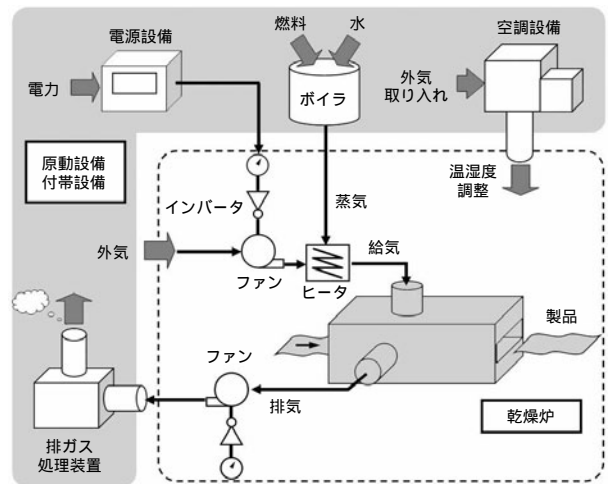 電源設備
燃料
水
空調設備
電力
ボイラ
外気
取り入れ
原動設備
付帯設備
インバータ
蒸気
温湿度
調整
外気
ファン
ヒータ
給気
製品
ファン
排気
乾燥炉
排ガス
処理装置